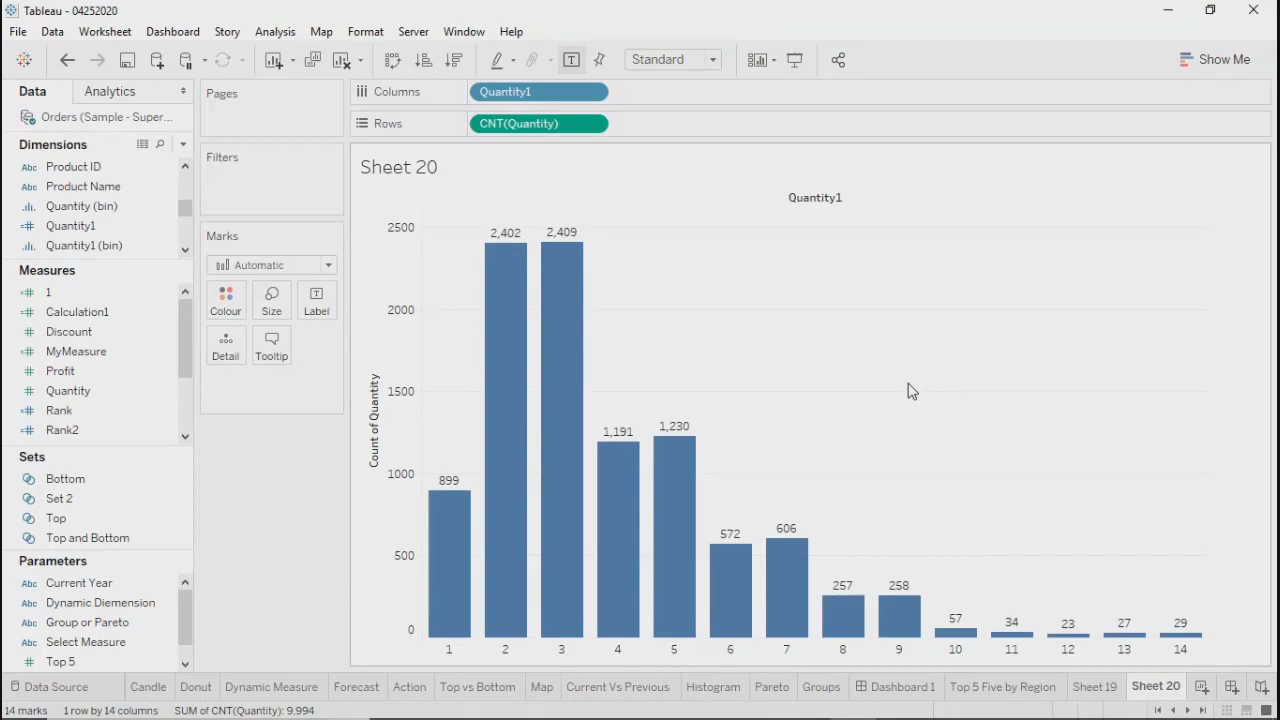 Tableau - 04252020
File Data Worksheet Dashboard Story Analysis Map Format Server Window Help
Standard
Show Me
Data Analytics
Orders (Sample - Super...
Dimensions
Abc Product ID
Abc Product Name
Quantity (bin)
Quantity1
Quantity1 (bin)
Measures
1
Calculation1
Discount
MyMeasure
Profit
Quantity
Rank
Rank2
Sets
Bottom
Set 2
Top
Top and Bottom
Parameters
Abc Current Year
Abc Dynamic Diemension
Abc Group or Pareto
Abc Select Measure
Top 5
Pages
Filters
Marks
Automatic
Colour Size Label
Detail Tooltip
Columns Quantity1
Rows CNT(Quantity)
Sheet 20
Quantity1
Count of Quantity
2500
2000
1500
1000
500
0
899 2,402 2,409 1,191 1,230 572 606 257 258 57 34 23 27 29
1 2 3 4 5 6 7 8 9 10 11 12 13 14
Data Source Candle Donut Dynamic Measure Forecast Action Top vs Bottom Map Current Vs Previous Histogram Pareto Groups Dashboard 1 Top 5 Five by Region Sheet 19 Sheet 20
14 marks 1 row by 14 columns SUM of CNT(Quantity): 9,994